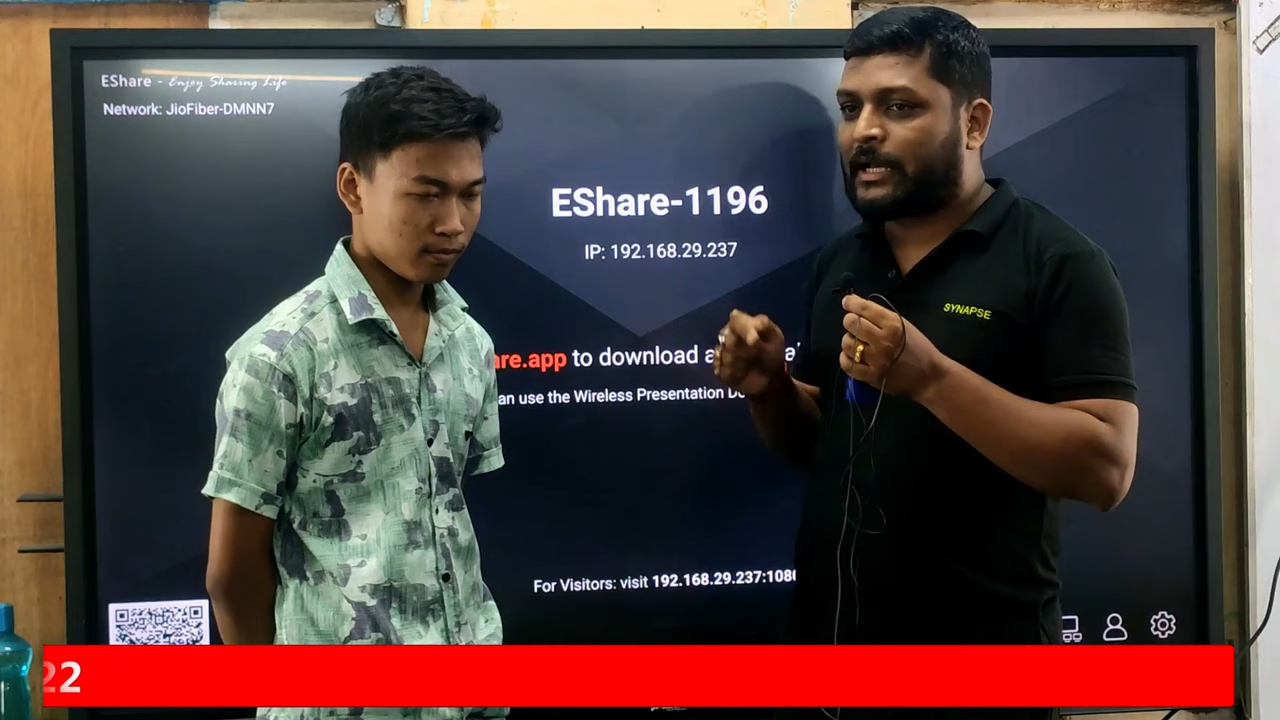 EShare - Enjoy Sharing Life
Network: JioFiber-DMNN7
EShare-1196
IP: 192.168.29.237
are.app to download a
an use the Wireless Presentation
For Visitors: visit 192.168.29.237:108
SYNAPSE
22